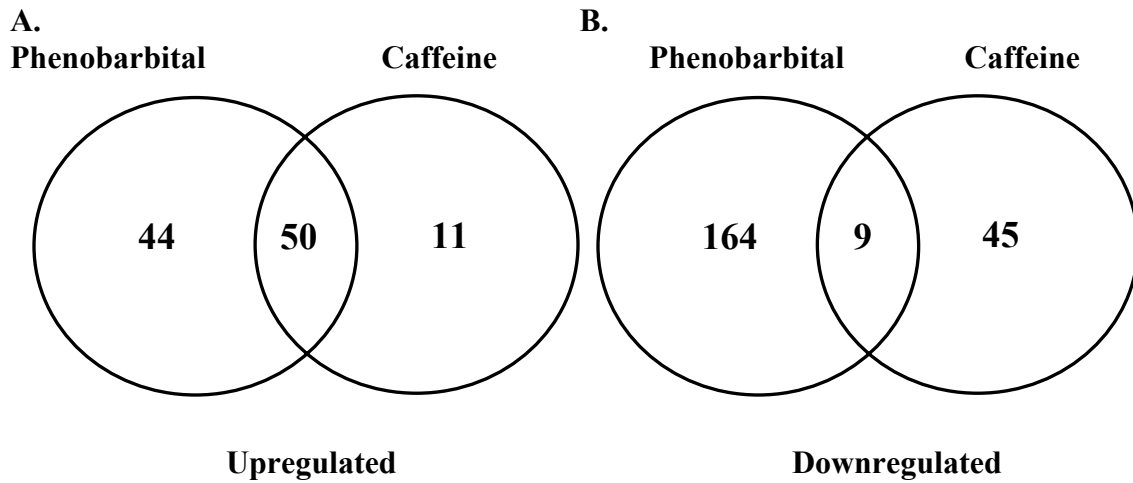 A.
Phenobarbital Caffeine
44 50 11
Upregulated
B.
Phenobarbital Caffeine
164 9 45
Downregulated